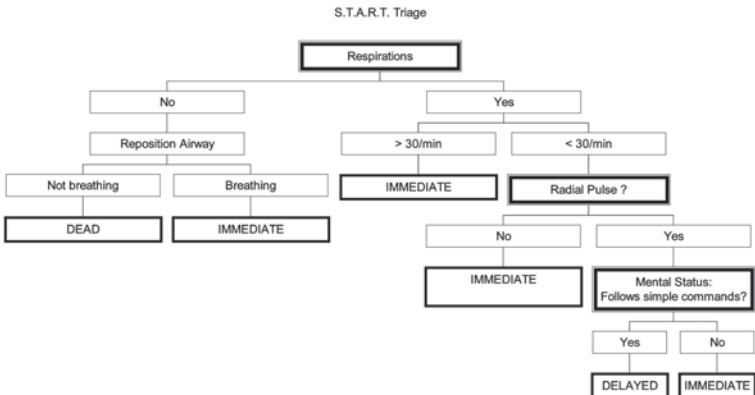 S.T.A.R.T. Triage
Respirations
No
Yes
Reposition Airway
> 30/min
< 30/min
Not breathing
Breathing
IMMEDIATE
Radial Pulse ?
DEAD
IMMEDIATE
No
Yes
IMMEDIATE
Mental Status:
Follows simple commands?
Yes
No
DELAYED
IMMEDIATE